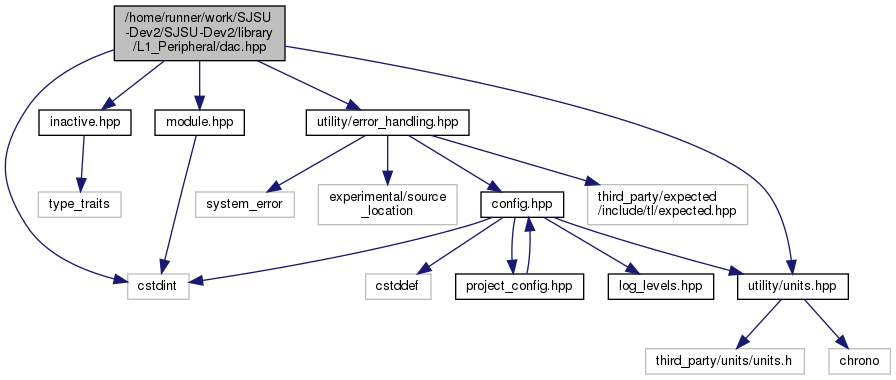 /home/runner/work/SJSU
-Dev2/SJSU-Dev2/library
/L1_Peripheral/dac.hpp
inactive.hpp
module.hpp
utility/error_handling.hpp
type_traits
system_error
experimental/source
_location
config.hpp
third_party/expected
/include/tl/expected.hpp
cstdint
cstddef
project_config.hpp
log_levels.hpp
utility/units.hpp
third_party/units/units.h
chrono